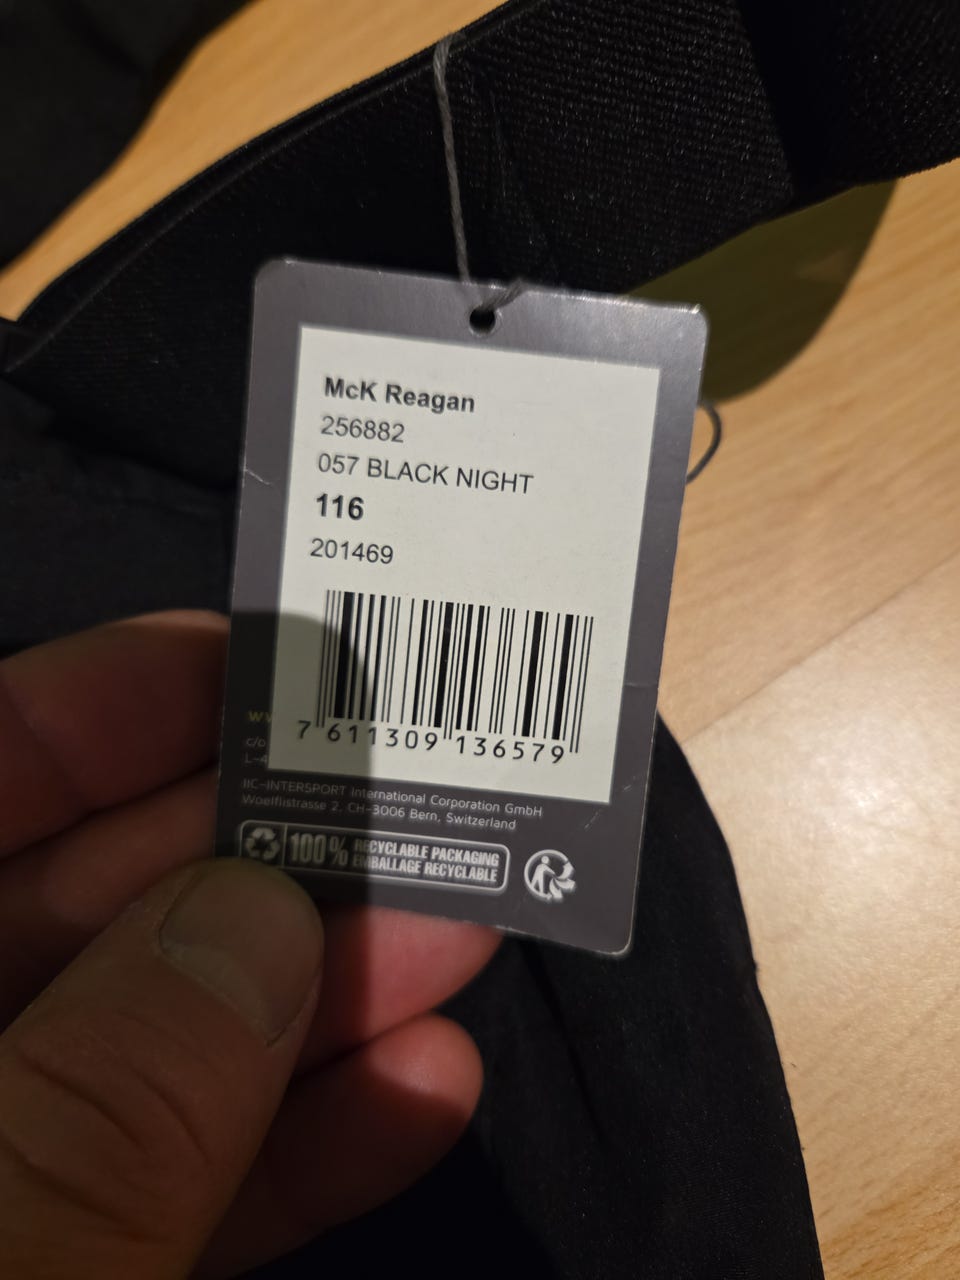 McK Reagan
256882
057 BLACK NIGHT
116
201469
7 611309 136579
c/o
IIC-INTERSPORT International Corporation GmbH
Woelflistrasse 2, CH-3006 Bern, Switzerland
100% RECYCLABLE PACKAGING
EMBALLAGE RECYCLABLE